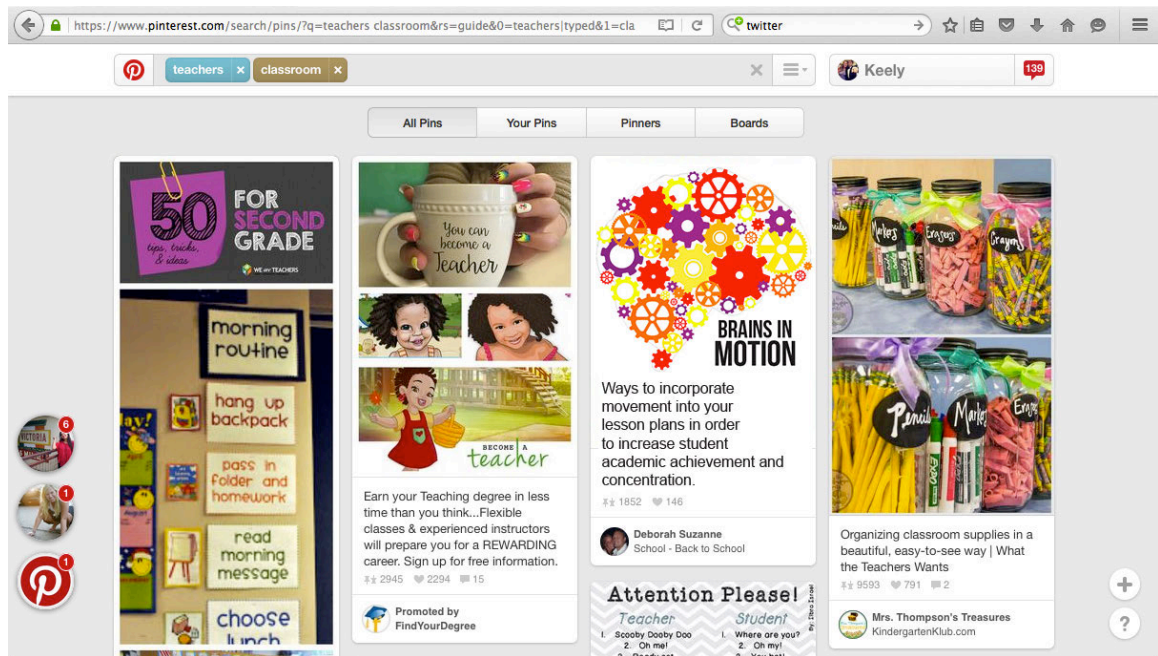 https://www.pinterest.com/search/pins/?q=teachers classroom&rs=guide&0=teachers|typed&1=cla
twitter
teachers x
classroom x
Keely
139
All Pins
Your Pins
Pinners
Boards
50
tips, tricks,
& ideas
FOR
SECOND
GRADE
WE ARE TEACHERS
morning
routine
hang up
backpack
pass in
folder and
homework
read
morning
message
choose
lunch
August
6
VICTORIA
1
1
You can
become a
Teacher
BECOME A
teacher
Earn your Teaching degree in less
time than you think...Flexible
classes & experienced instructors
will prepare you for a REWARDING
career. Sign up for free information.
2945 2294 15
Promoted by
FindYourDegree
BRAINS IN
MOTION
Ways to incorporate
movement into your
lesson plans in order
to increase student
academic achievement and
concentration.
1852 146
Deborah Suzanne
School - Back to School
Attention Please!
Teacher
1. Scooby Dooby Doo
2. Oh me!
Student
1. Where are you?
2. Oh my!
Pencils
Markers
Erasers
Crayons
Pencils
Marker
Erase
Organizing classroom supplies in a
beautiful, easy-to-see way | What
the Teachers Wants
9593 791 2
Mrs. Thompson's Treasures
KindergartenKlub.com
+
?